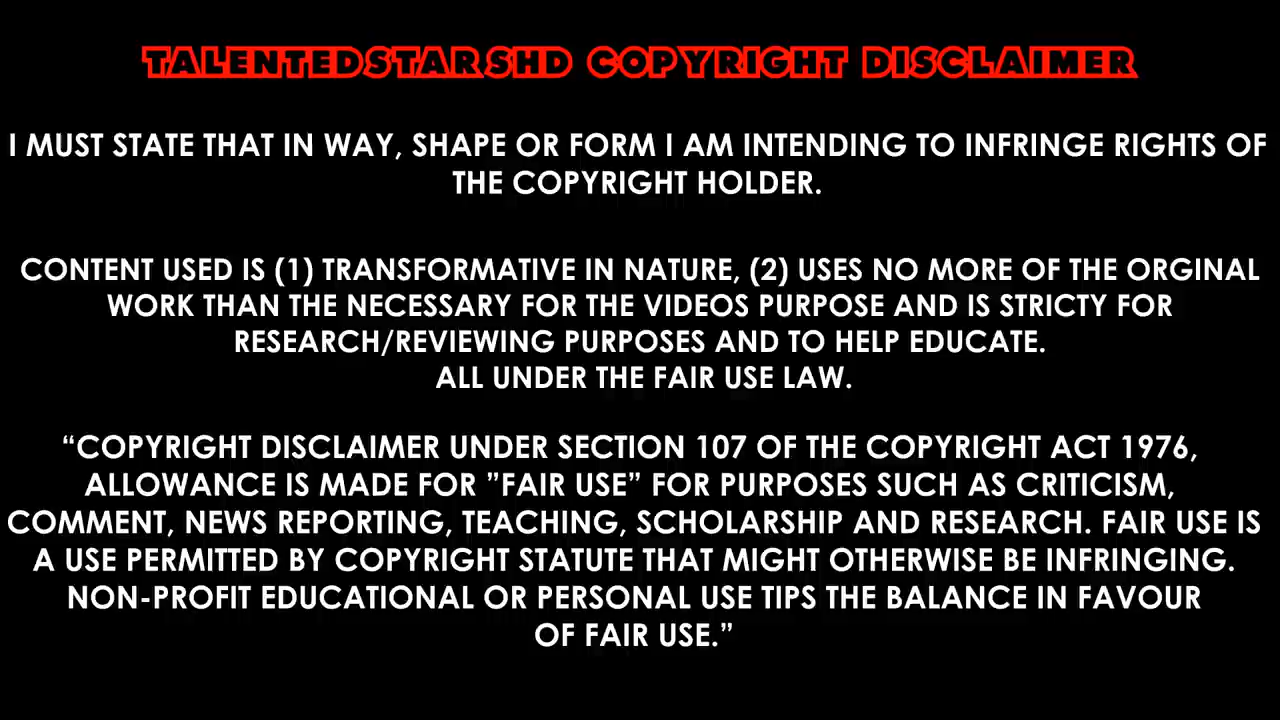 TALENTEDSTARSHD COPYRIGHT DISCLAIMER
I MUST STATE THAT IN WAY, SHAPE OR FORM I AM INTENDING TO INFRINGE RIGHTS OF
THE COPYRIGHT HOLDER.
CONTENT USED IS (1) TRANSFORMATIVE IN NATURE, (2) USES NO MORE OF THE ORGINAL
WORK THAN THE NECESSARY FOR THE VIDEOS PURPOSE AND IS STRICTY FOR
RESEARCH/REVIEWING PURPOSES AND TO HELP EDUCATE.
ALL UNDER THE FAIR USE LAW.
“COPYRIGHT DISCLAIMER UNDER SECTION 107 OF THE COPYRIGHT ACT 1976,
ALLOWANCE IS MADE FOR ”FAIR USE” FOR PURPOSES SUCH AS CRITICISM,
COMMENT, NEWS REPORTING, TEACHING, SCHOLARSHIP AND RESEARCH. FAIR USE IS
A USE PERMITTED BY COPYRIGHT STATUTE THAT MIGHT OTHERWISE BE INFRINGING.
NON-PROFIT EDUCATIONAL OR PERSONAL USE TIPS THE BALANCE IN FAVOUR
OF FAIR USE.”